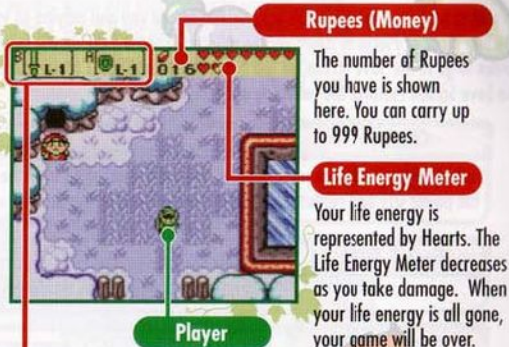 Rupees (Money)
B L-1 A L-1 016
The number of Rupees
you have is shown
here. You can carry up
to 999 Rupees.
Life Energy Meter
Your life energy is
represented by Hearts. The
Life Energy Meter decreases
as you take damage. When
your life energy is all gone,
your game will be over.
Player